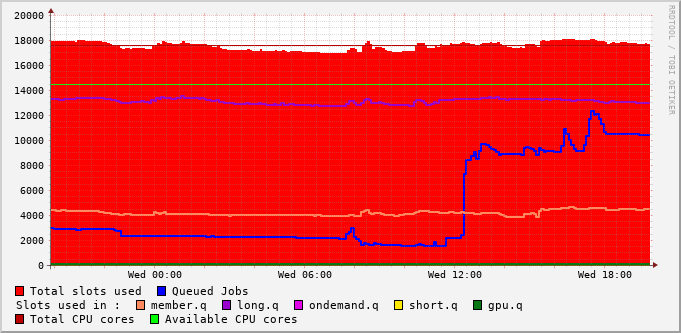 20000
18000
16000
14000
12000
10000
8000
6000
4000
2000
0
Wed 00:00 Wed 06:00 Wed 12:00 Wed 18:00
RRDTOOL / TOBI OETIKER
Total slots used Queued Jobs
Slots used in : member.q long.q ondemand.q short.q gpu.q
Total CPU cores Available CPU cores